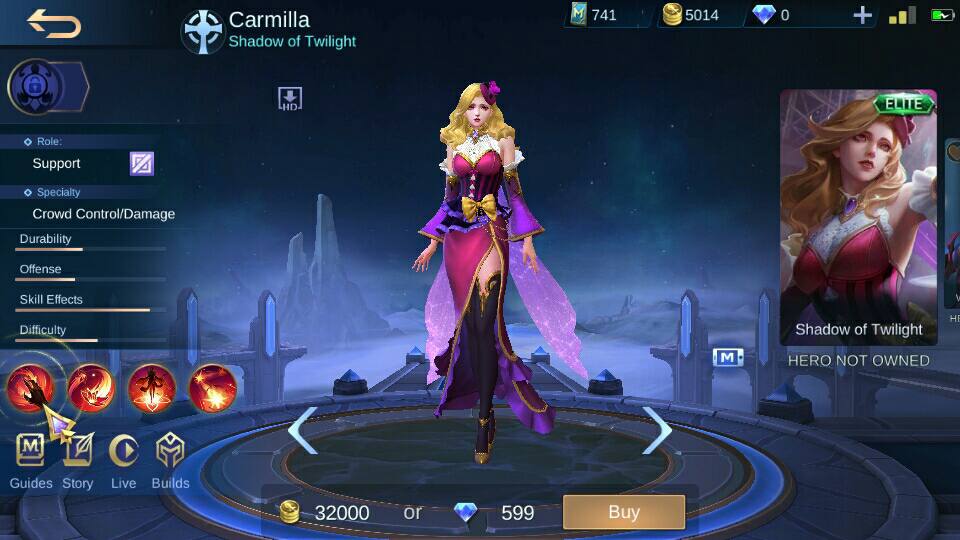 Carmilla
Shadow of Twilight
741
5014
0
HD
Role:
Support
Specialty
Crowd Control/Damage
Durability
Offense
Skill Effects
Difficulty
ELITE
Shadow of Twilight
M
HERO NOT OWNED
M
Guides
Story
Live
Builds
32000
or
599
Buy